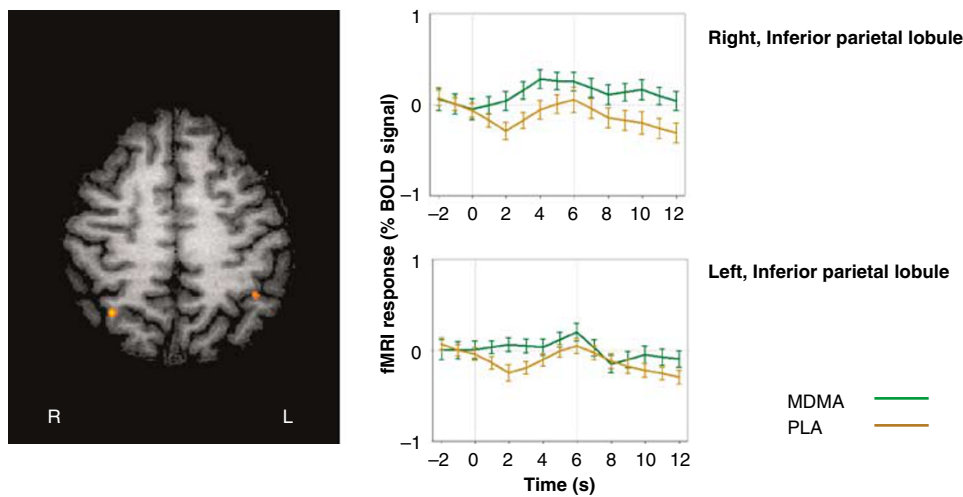 R L
fMRI response (% BOLD signal)
Right, Inferior parietal lobule
1
0
−1
−2 0 2 4 6 8 10 12
Left, Inferior parietal lobule
1
0
−1
−2 0 2 4 6 8 10 12
Time (s)
MDMA
PLA